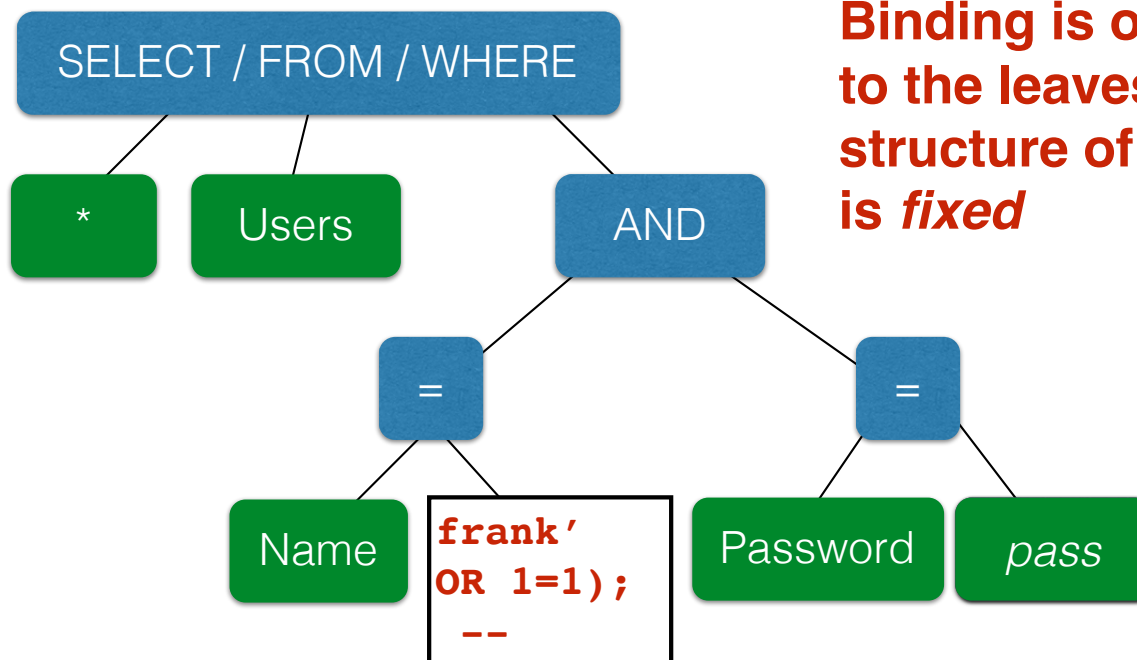 Binding is
to the
structure of
is fixed
SELECT / FROM / WHERE
*
Users
AND
=
=
Name
frank’
OR 1=1);
--
Password
pass